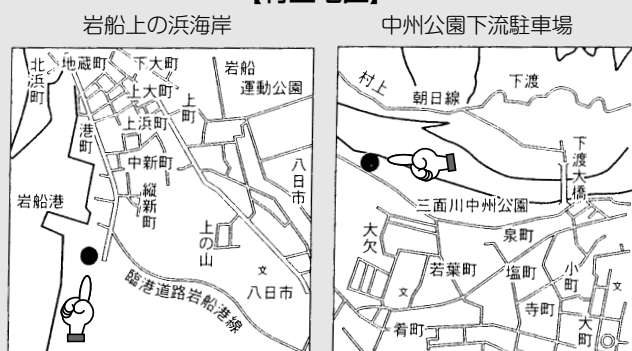 岩船上の浜海岸
中州公園下流駐車場
北浜町
地蔵町
下大町
岩船
運動公園
上大町
上町
上浜町
港町
中新町
八日市
縦新町
岩船港
上の山
文
八日市
臨港道路岩船港線
村上
朝日線
下渡
下渡大橋
三面川中州公園
大欠
泉町
若葉町
塩町
小町
文
文
寺町
肴町
大町